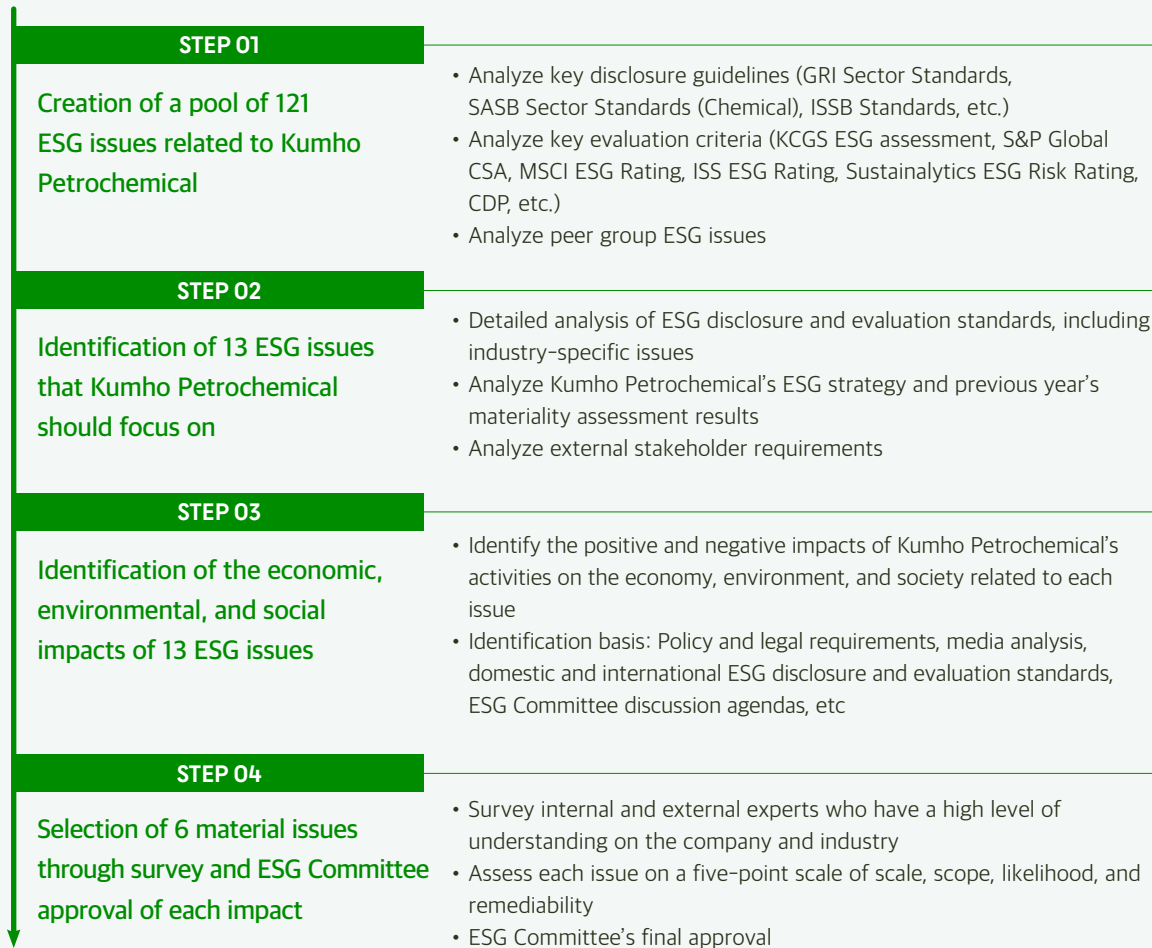 STEP 01
Creation of a pool of 121
ESG issues related to Kumho
Petrochemical
• Analyze key disclosure guidelines (GRI Sector Standards,
SASB Sector Standards (Chemical), ISSB Standards, etc.)
• Analyze key evaluation criteria (KCGS ESG assessment, S&P Global
CSA, MSCI ESG Rating, ISS ESG Rating, Sustainalytics ESG Risk Rating,
CDP, etc.)
• Analyze peer group ESG issues
STEP 02
Identification of 13 ESG issues
that Kumho Petrochemical
should focus on
• Detailed analysis of ESG disclosure and evaluation standards, including
industry-specific issues
• Analyze Kumho Petrochemical's ESG strategy and previous year's
materiality assessment results
• Analyze external stakeholder requirements
STEP 03
Identification of the economic,
environmental, and social
impacts of 13 ESG issues
• Identify the positive and negative impacts of Kumho Petrochemical's
activities on the economy, environment, and society related to each
issue
• Identification basis: Policy and legal requirements, media analysis,
domestic and international ESG disclosure and evaluation standards,
ESG Committee discussion agendas, etc
STEP 04
Selection of 6 material issues
through survey and ESG Committee
approval of each impact
• Survey internal and external experts who have a high level of
understanding on the company and industry
• Assess each issue on a five-point scale of scale, scope, likelihood, and
remediability
• ESG Committee's final approval